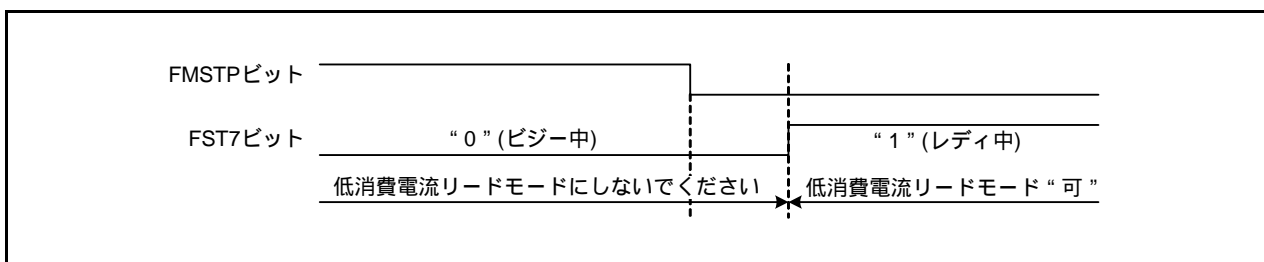 FMSTPビット
FST7ビット “ 0 ” (ビジー中) “ 1 ” (レディ中)
低消費電流リードモードにしないでください 低消費電流リードモード “ 可 ”